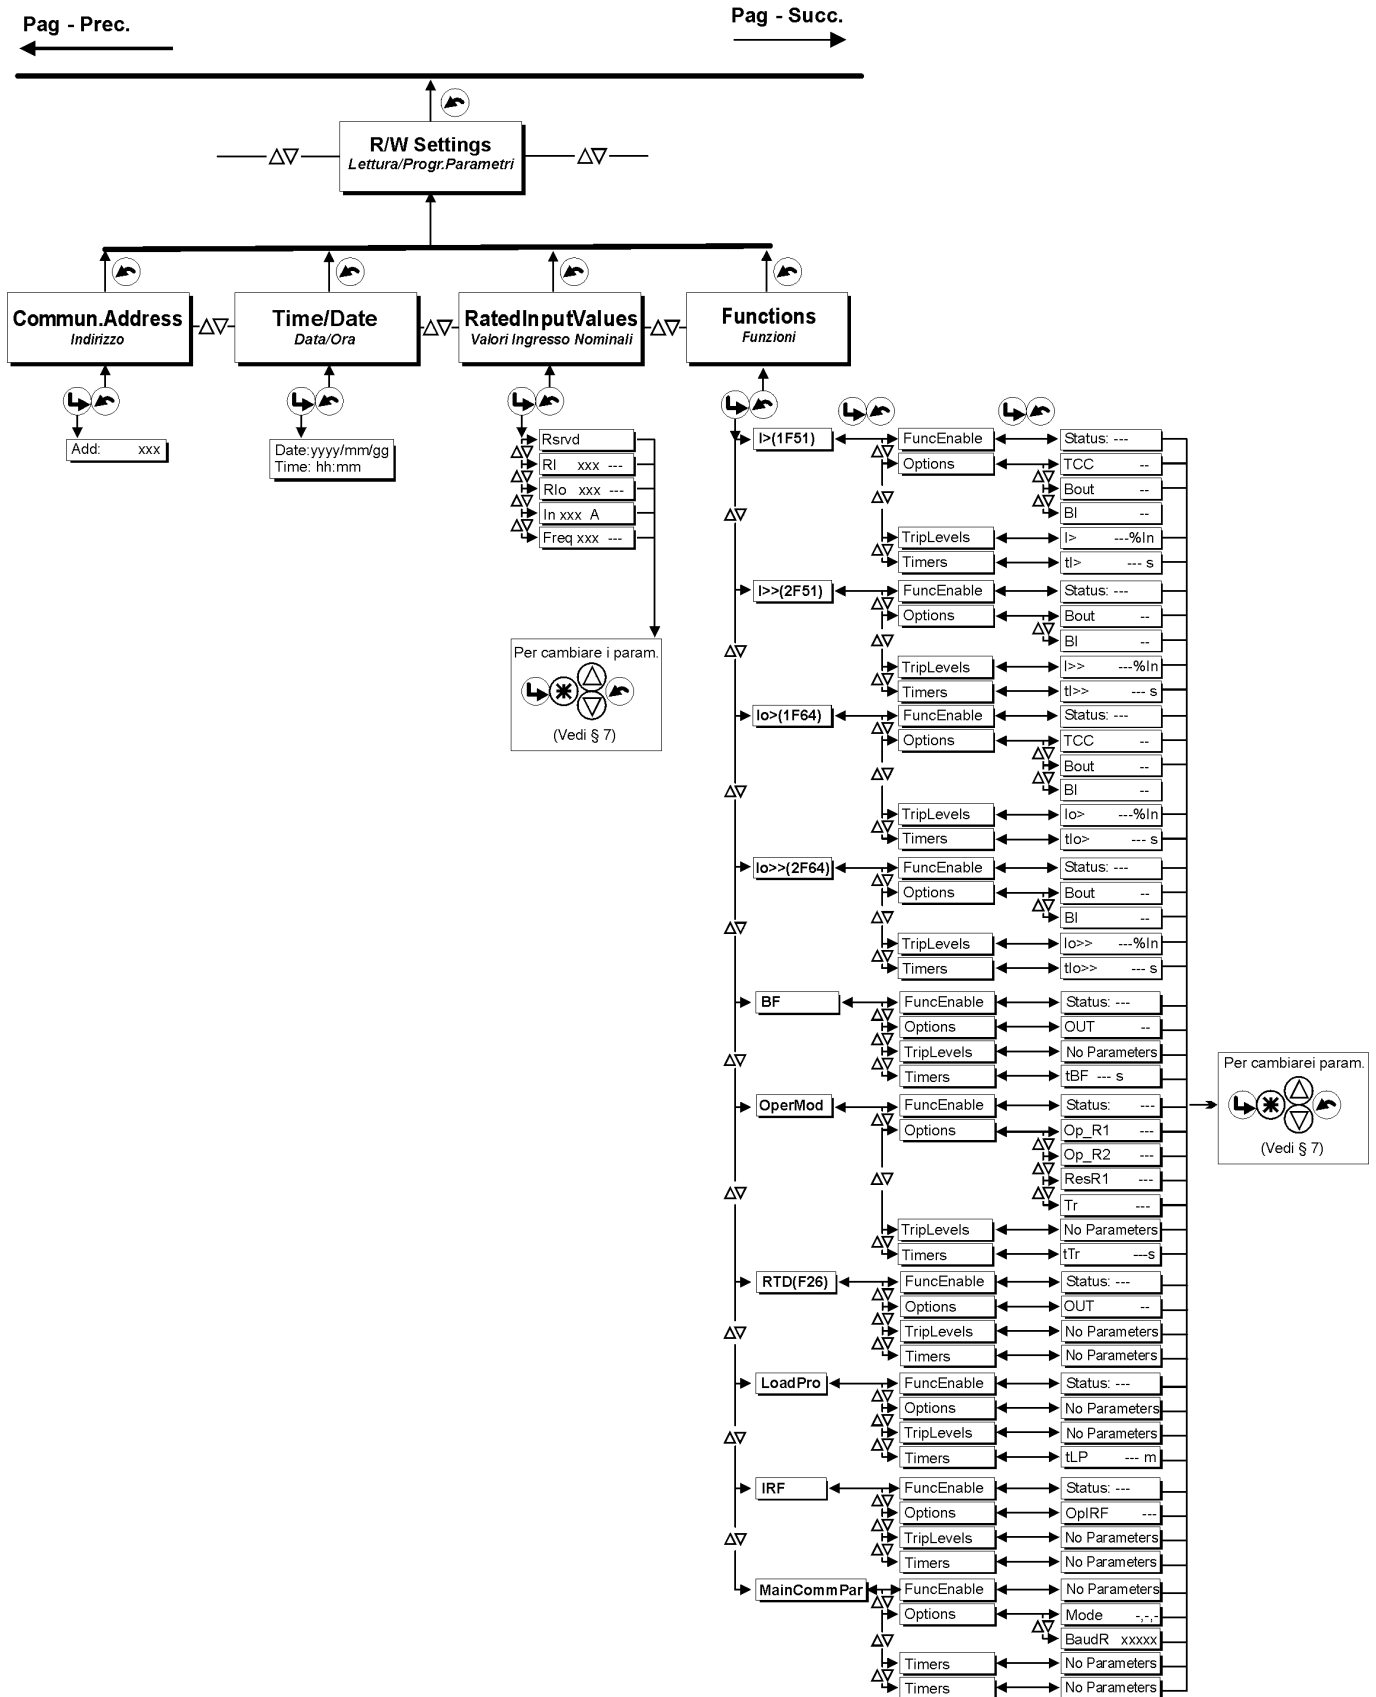 Pag - Prec.
Pag - Succ.
R/W Settings
Lettura/Progr.Parametri
Commun.Address
Indirizzo
Time/Date
Data/Ora
RatedInputValues
Valori Ingresso Nominali
Functions
Funzioni
Add: xxx
Date:yyyy/mm/gg
Time: hh:mm
Rsrvd
RI xxx ---
RIo xxx ---
In xxx A
Freq xxx ---
Per cambiare i param.
(Vedi § 7)
I>(1F51)
FuncEnable
Status: ---
Options
TCC --
Bout --
BI --
TripLevels
I> ---%In
Timers
tI> --- s
I>>(2F51)
FuncEnable
Status: ---
Options
Bout --
BI --
TripLevels
I>> ---%In
Timers
tI>> --- s
Io>(1F64)
FuncEnable
Status: ---
Options
TCC --
Bout --
BI --
TripLevels
Io> ---%In
Timers
tIo> --- s
Io>>(2F64)
FuncEnable
Status: ---
Options
Bout --
BI --
TripLevels
Io>> ---%In
Timers
tIo>> --- s
BF
FuncEnable
Status: ---
Options
OUT --
TripLevels
No Parameters
Timers
tBF --- s
OperMod
FuncEnable
Status: ---
Options
Op_R1 ---
Op_R2 ---
ResR1 ---
Tr ---
TripLevels
No Parameters
Timers
tTr ---s
RTD(F26)
FuncEnable
Status: ---
Options
OUT --
TripLevels
No Parameters
Timers
No Parameters
LoadPro
FuncEnable
Status: ---
Options
No Parameters
TripLevels
No Parameters
Timers
tLP --- m
IRF
FuncEnable
Status: ---
Options
OpIRF ---
TripLevels
No Parameters
Timers
No Parameters
MainCommPar
FuncEnable
No Parameters
Options
Mode -,-,-
BaudR xxxxx
Timers
No Parameters
Timers
No Parameters
Per cambiarei param.
(Vedi § 7)